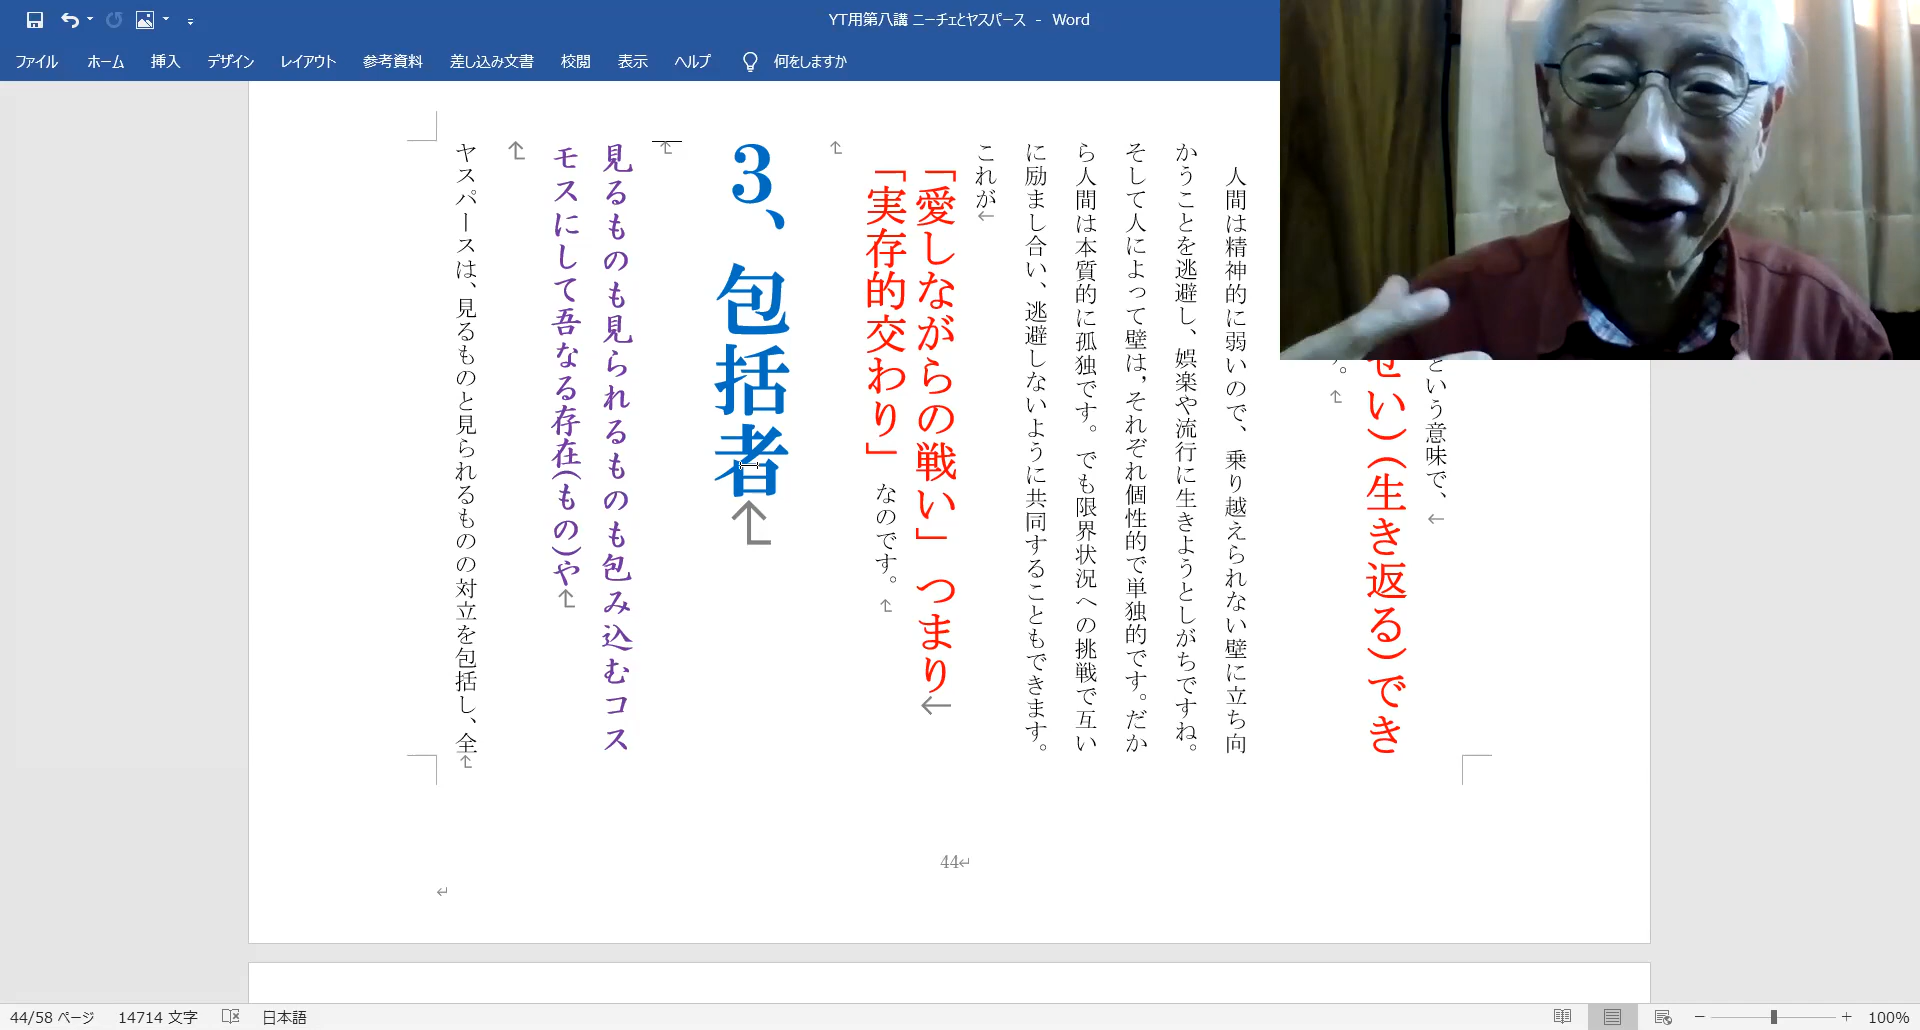 YT用第八講 ニーチェとヤスパース - Word
ファイル ホーム 挿入 デザイン レイアウト 参考資料 差し込み文書 校閲 表示 ヘルプ 何をしますか
という意味で、
せい)(生き返る)でき
。
人間は精神的に弱いので、乗り越えられない壁に立ち向
かうことを逃避し、娯楽や流行に生きようとしがちですね。
そして人によって壁は,それぞれ個性的で単独的です。だか
ら人間は本質的に孤独です。でも限界状況への挑戦で互い
に励まし合い、逃避しないように共同することもできます。
これが
「愛しながらの戦い」つまり
「実存的交わり」なのです。
3、包括者
見るものも見られるものも包み込むコス
モスにして吾なる存在(もの)や
ヤスパースは、見るものと見られるものの対立を包括し、全
44
44/58 ページ 14714 文字 日本語 100%